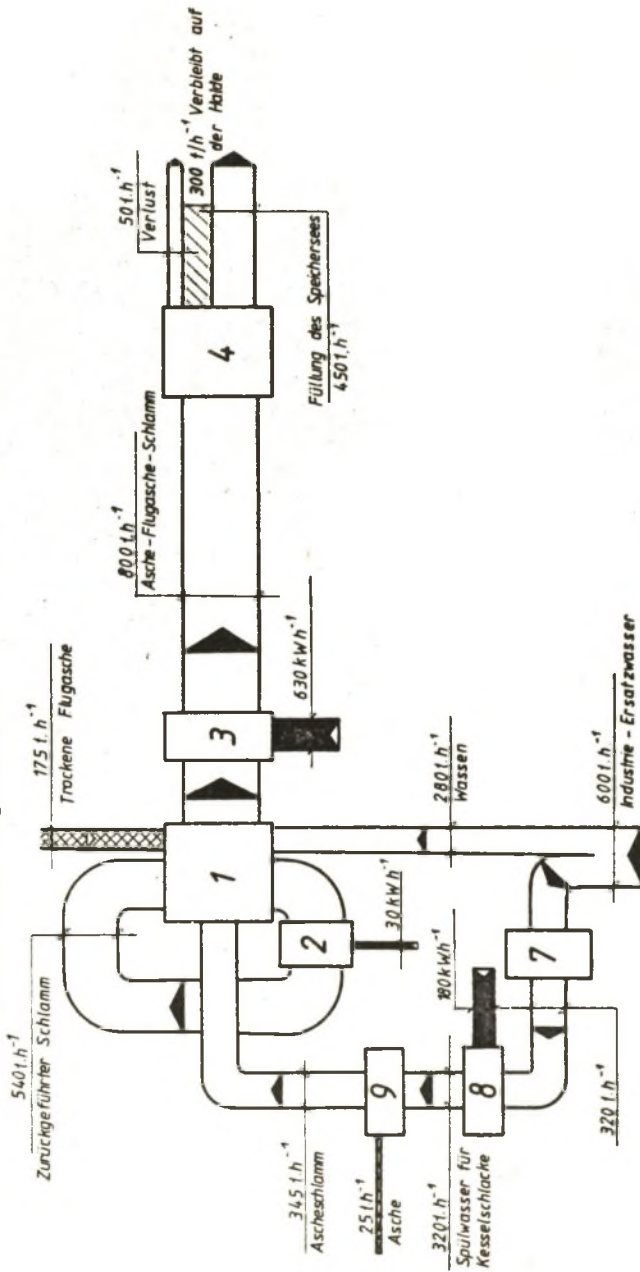 540 t.h⁻¹
Zurückgeführter Schlamm
175 t.h⁻¹
Trockene Flugasche
800 t.h⁻¹
Asche-Flugasche-Schlamm
50 t.h⁻¹
Verlust
300 t/h⁻¹ Verbleibt auf
der Halde
1
2
3
4
Füllung des Speichersees
450 t.h⁻¹
630 kWh⁻¹
30 kWh⁻¹
280 t.h⁻¹
Wassen
600 t.h⁻¹
Industrie-Ersatzwasser
345 t h⁻¹
Ascheschlamm
9
25 t h⁻¹
Asche
320 t.h⁻¹
Spülwasser für
Kesselschlacke
8
180 kWh⁻¹
7
320 t.h⁻¹